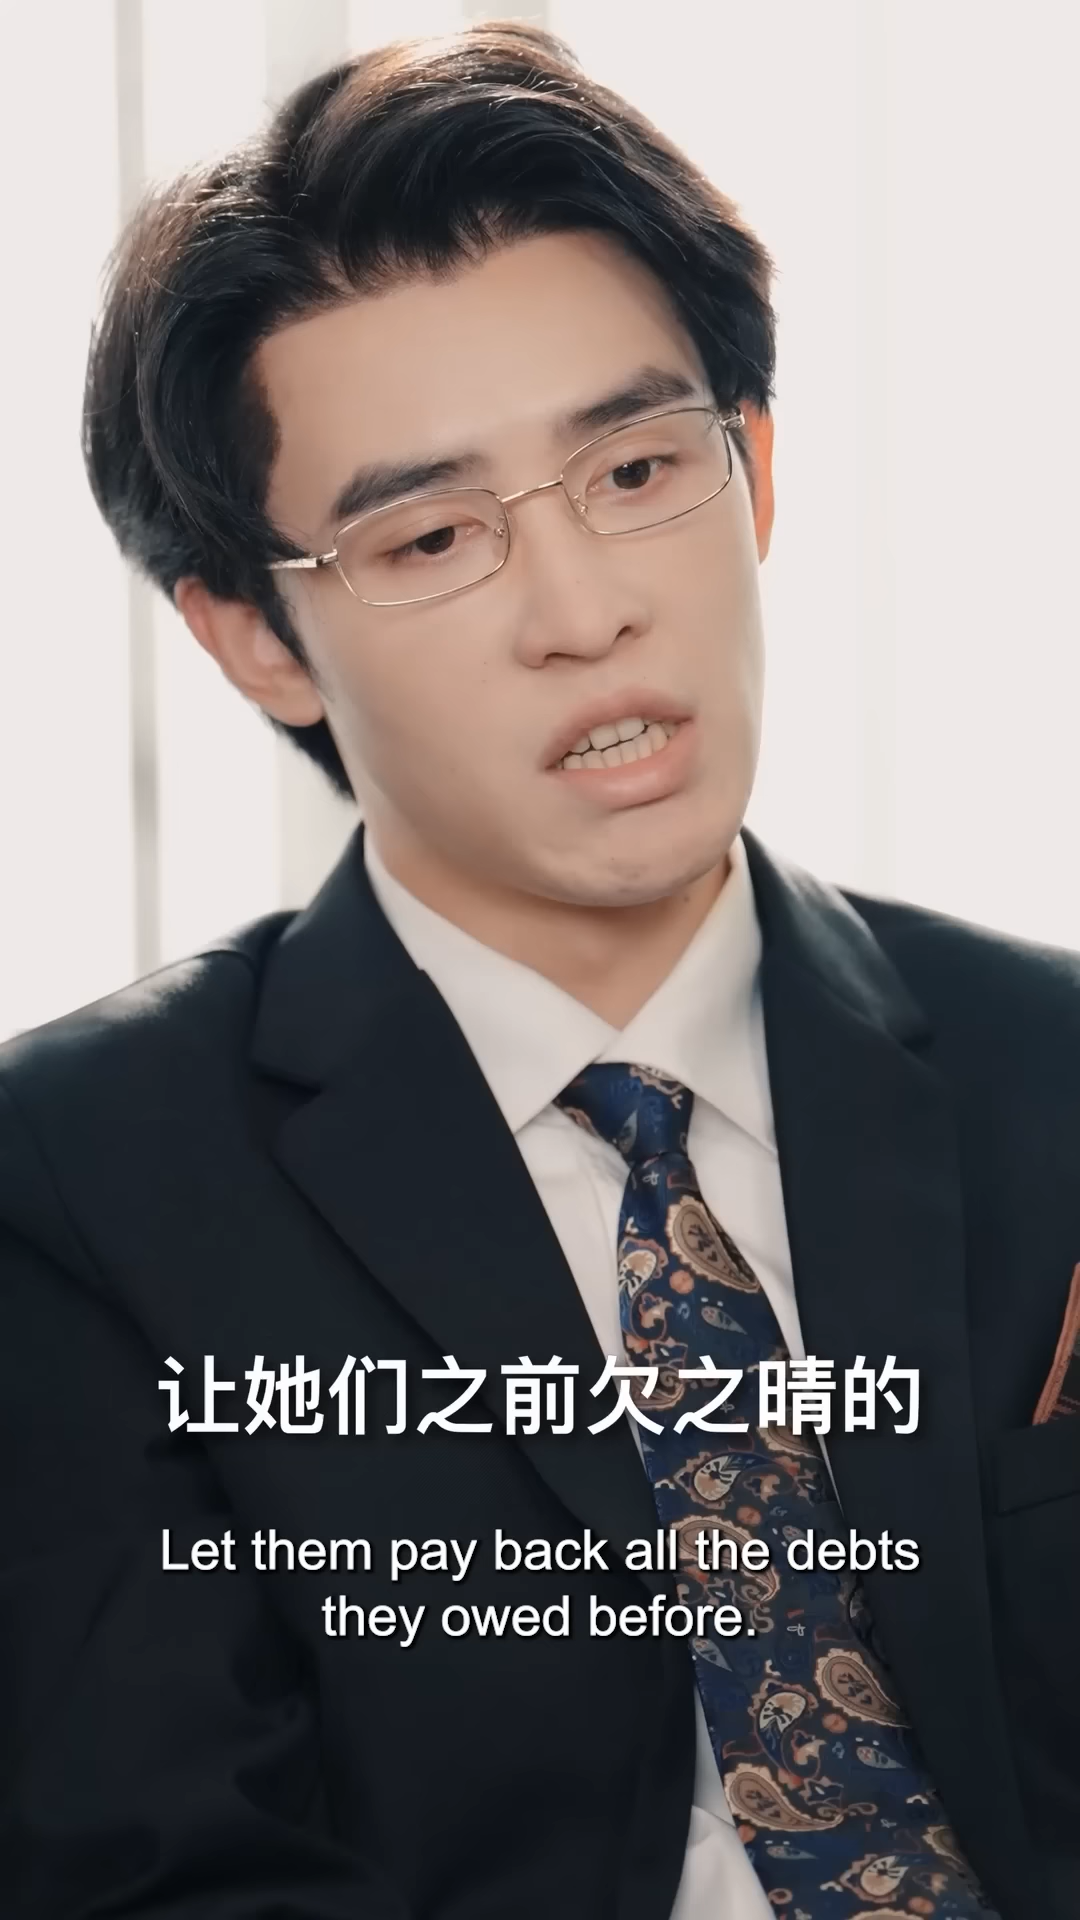 让她们之前欠之晴的
Let them pay back all the debts
they owed before.